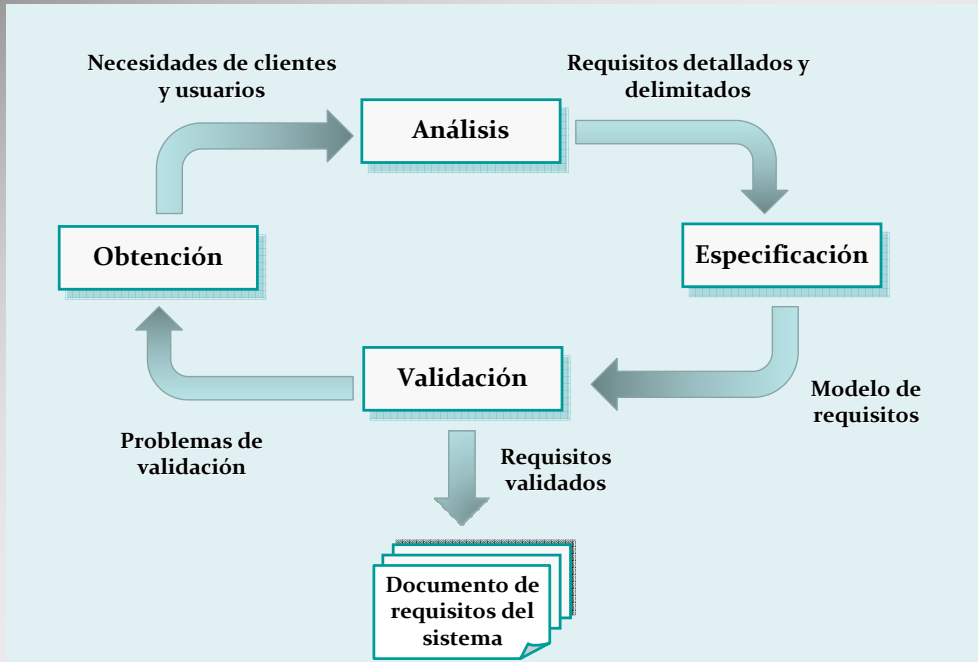 Necesidades de clientes
y usuarios
Requisitos detallados y
delimitados
Análisis
Obtención
Especificación
Validación
Modelo de
requisitos
Problemas de
validación
Requisitos
validados
Documento de
requisitos del
sistema